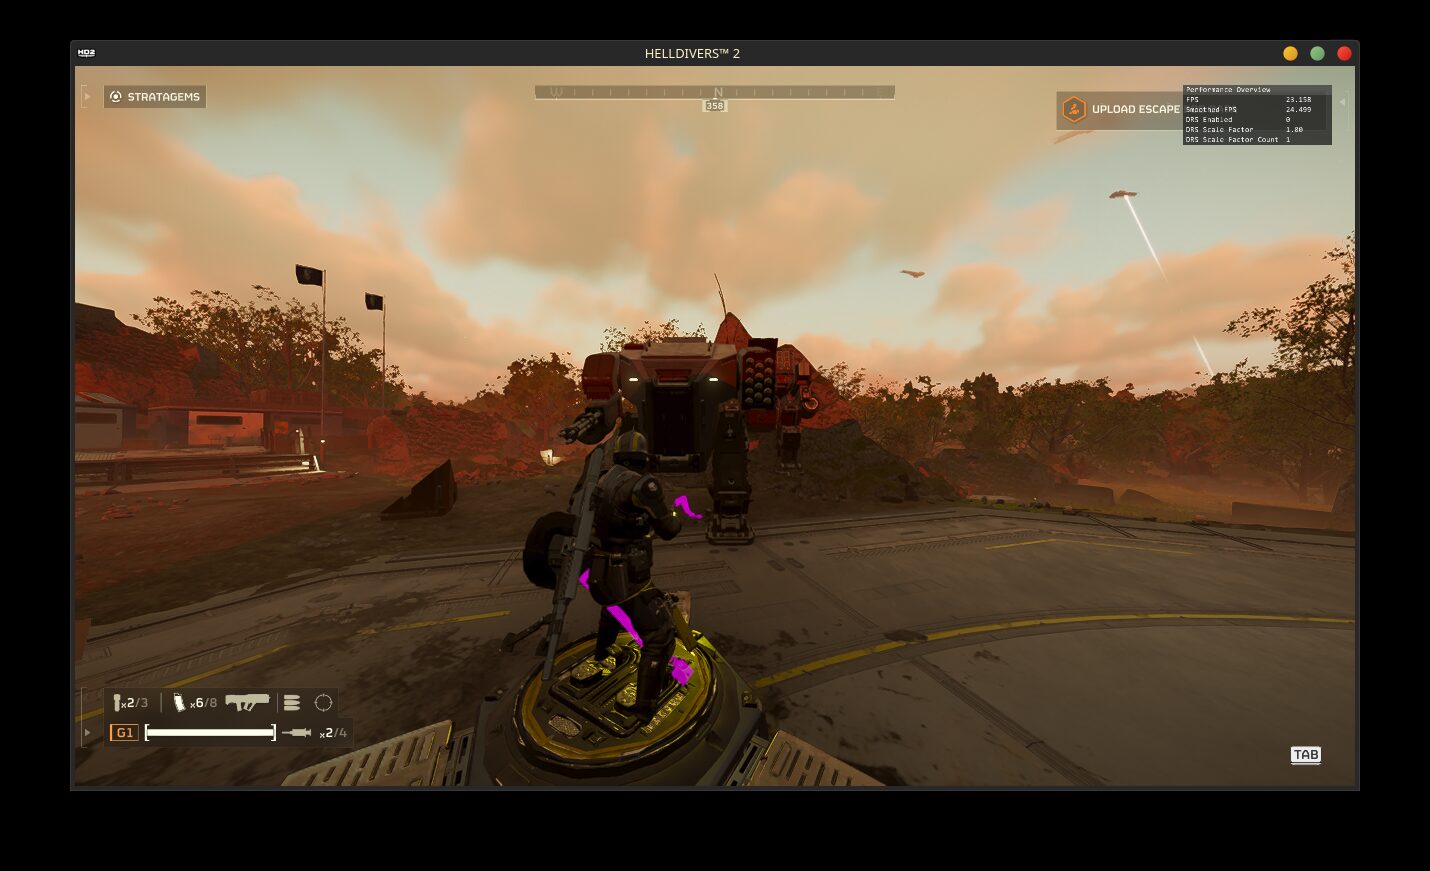 HD2
HELLDIVERS™ 2
STRATAGEMS
W N E
358
UPLOAD ESCAPE
Performance Overview
FPS 23.158
Smoothed FPS 24.499
DRS Enabled 0
DRS Scale Factor 1.00
DRS Scale Factor Count 1
x2/3
x6/8
G1
x2/4
TAB